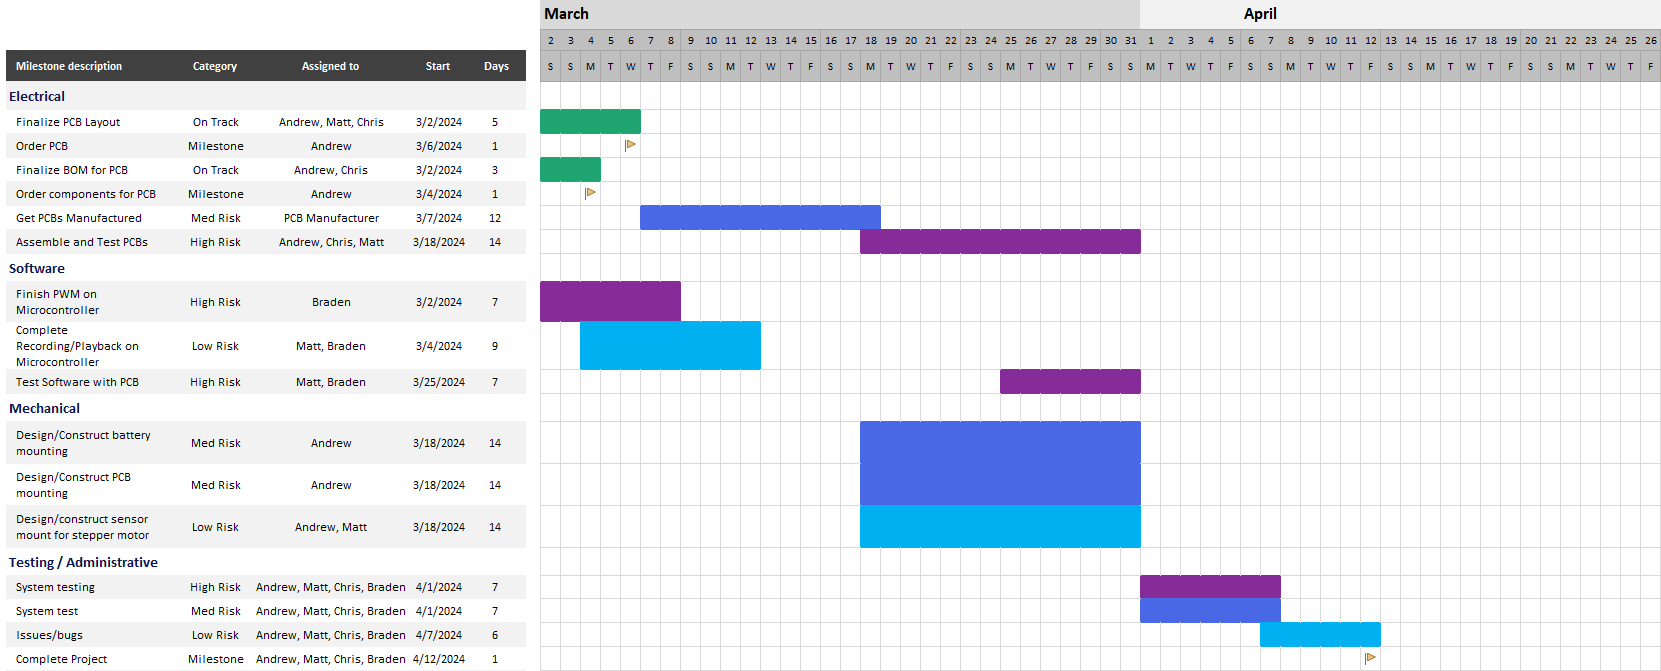 March April
2 3 4 5 6 7 8 9 10 11 12 13 14 15 16 17 18 19 20 21 22 23 24 25 26 27 28 29 30 31 1 2 3 4 5 6 7 8 9 10 11 12 13 14 15 16 17 18 19 20 21 22 23 24 25 26
Milestone description Category Assigned to Start Days S S M T W T F S S M T W T F S S M T W T F S S M T W T F S S M T W T F S S M T W T F S S M T W T F S S M T W T F
Electrical
Finalize PCB Layout On Track Andrew, Matt, Chris 3/2/2024 5
Order PCB Milestone Andrew 3/6/2024 1
Finalize BOM for PCB On Track Andrew, Chris 3/2/2024 3
Order components for PCB Milestone Andrew 3/4/2024 1
Get PCBs Manufactured Med Risk PCB Manufacturer 3/7/2024 12
Assemble and Test PCBs High Risk Andrew, Chris, Matt 3/18/2024 14
Software
Finish PWM on
Microcontroller High Risk Braden 3/2/2024 7
Complete
Recording/Playback on Low Risk Matt, Braden 3/4/2024 9
Microcontroller
Test Software with PCB High Risk Matt, Braden 3/25/2024 7
Mechanical
Design/Construct battery
mounting Med Risk Andrew 3/18/2024 14
Design/Construct PCB
mounting Med Risk Andrew 3/18/2024 14
Design/construct sensor
mount for stepper motor Low Risk Andrew, Matt 3/18/2024 14
Testing / Administrative
System testing High Risk Andrew, Matt, Chris, Braden 4/1/2024 7
System test Med Risk Andrew, Matt, Chris, Braden 4/1/2024 7
Issues/bugs Low Risk Andrew, Matt, Chris, Braden 4/7/2024 6
Complete Project Milestone Andrew, Matt, Chris, Braden 4/12/2024 1